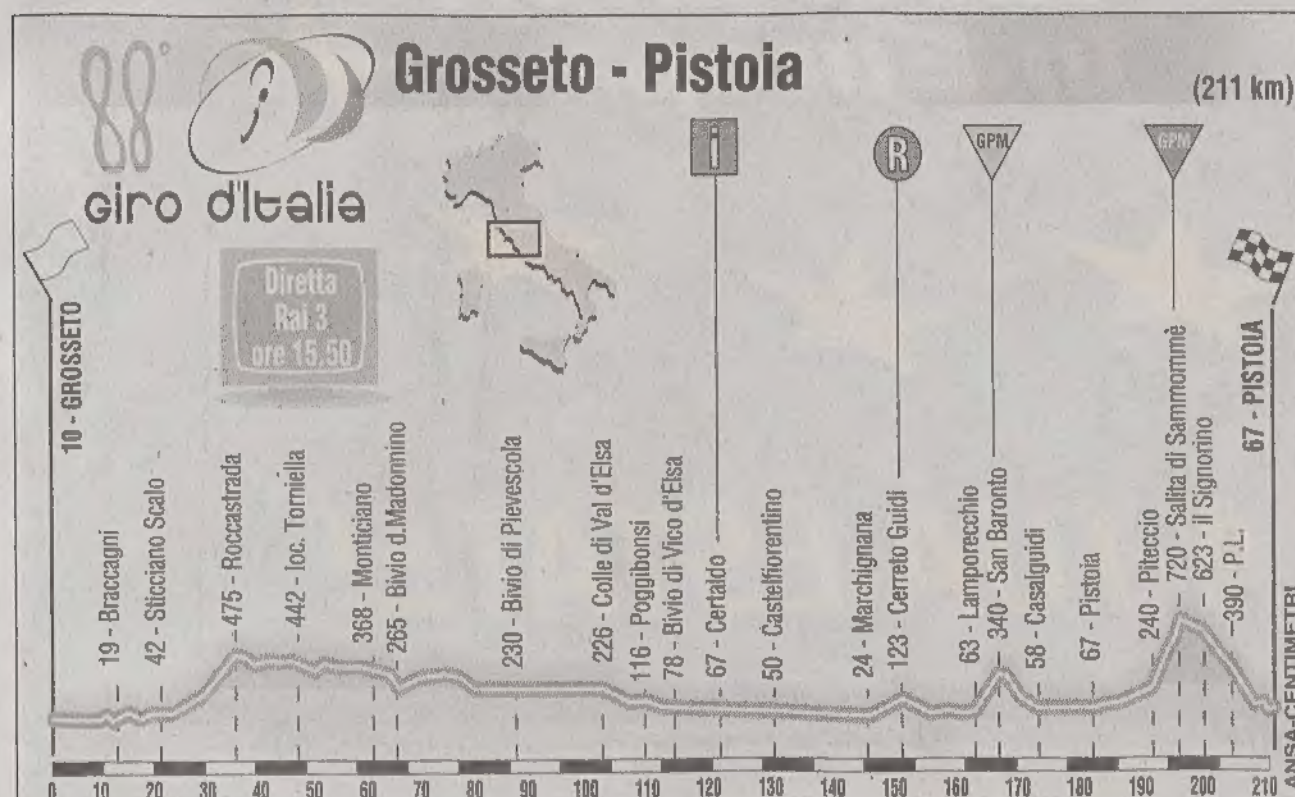 88°
giro d'Italia
Grosseto - Pistoia
(211 km)
Diretta
Rai 3
ore 15.50
i
R
GPM
GPM
10 - GROSSETO
19 - Braccagni
42 - Sticciano Scalo
475 - Roccastrada
442 - loc. Torniella
368 - Monticiano
265 - Bivio d.Madonnino
230 - Bivio di Pievescola
226 - Colle di Val d'Elsa
116 - Poggibonsi
78 - Bivio di Vico d'Elsa
67 - Certaldo
50 - Castelfiorentino
24 - Marchignana
123 - Cerreto Guidi
63 - Lamporecchio
340 - San Baronto
58 - Casalguidi
67 - Pistoia
240 - Piteccio
720 - Salita di Sammommè
623 - il Signorino
390 - P.L.
67 - PISTOIA
0 10 20 30 40 50 60 70 80 90 100 110 120 130 140 150 160 170 180 190 200 210
ANSA-CENTIMETRI